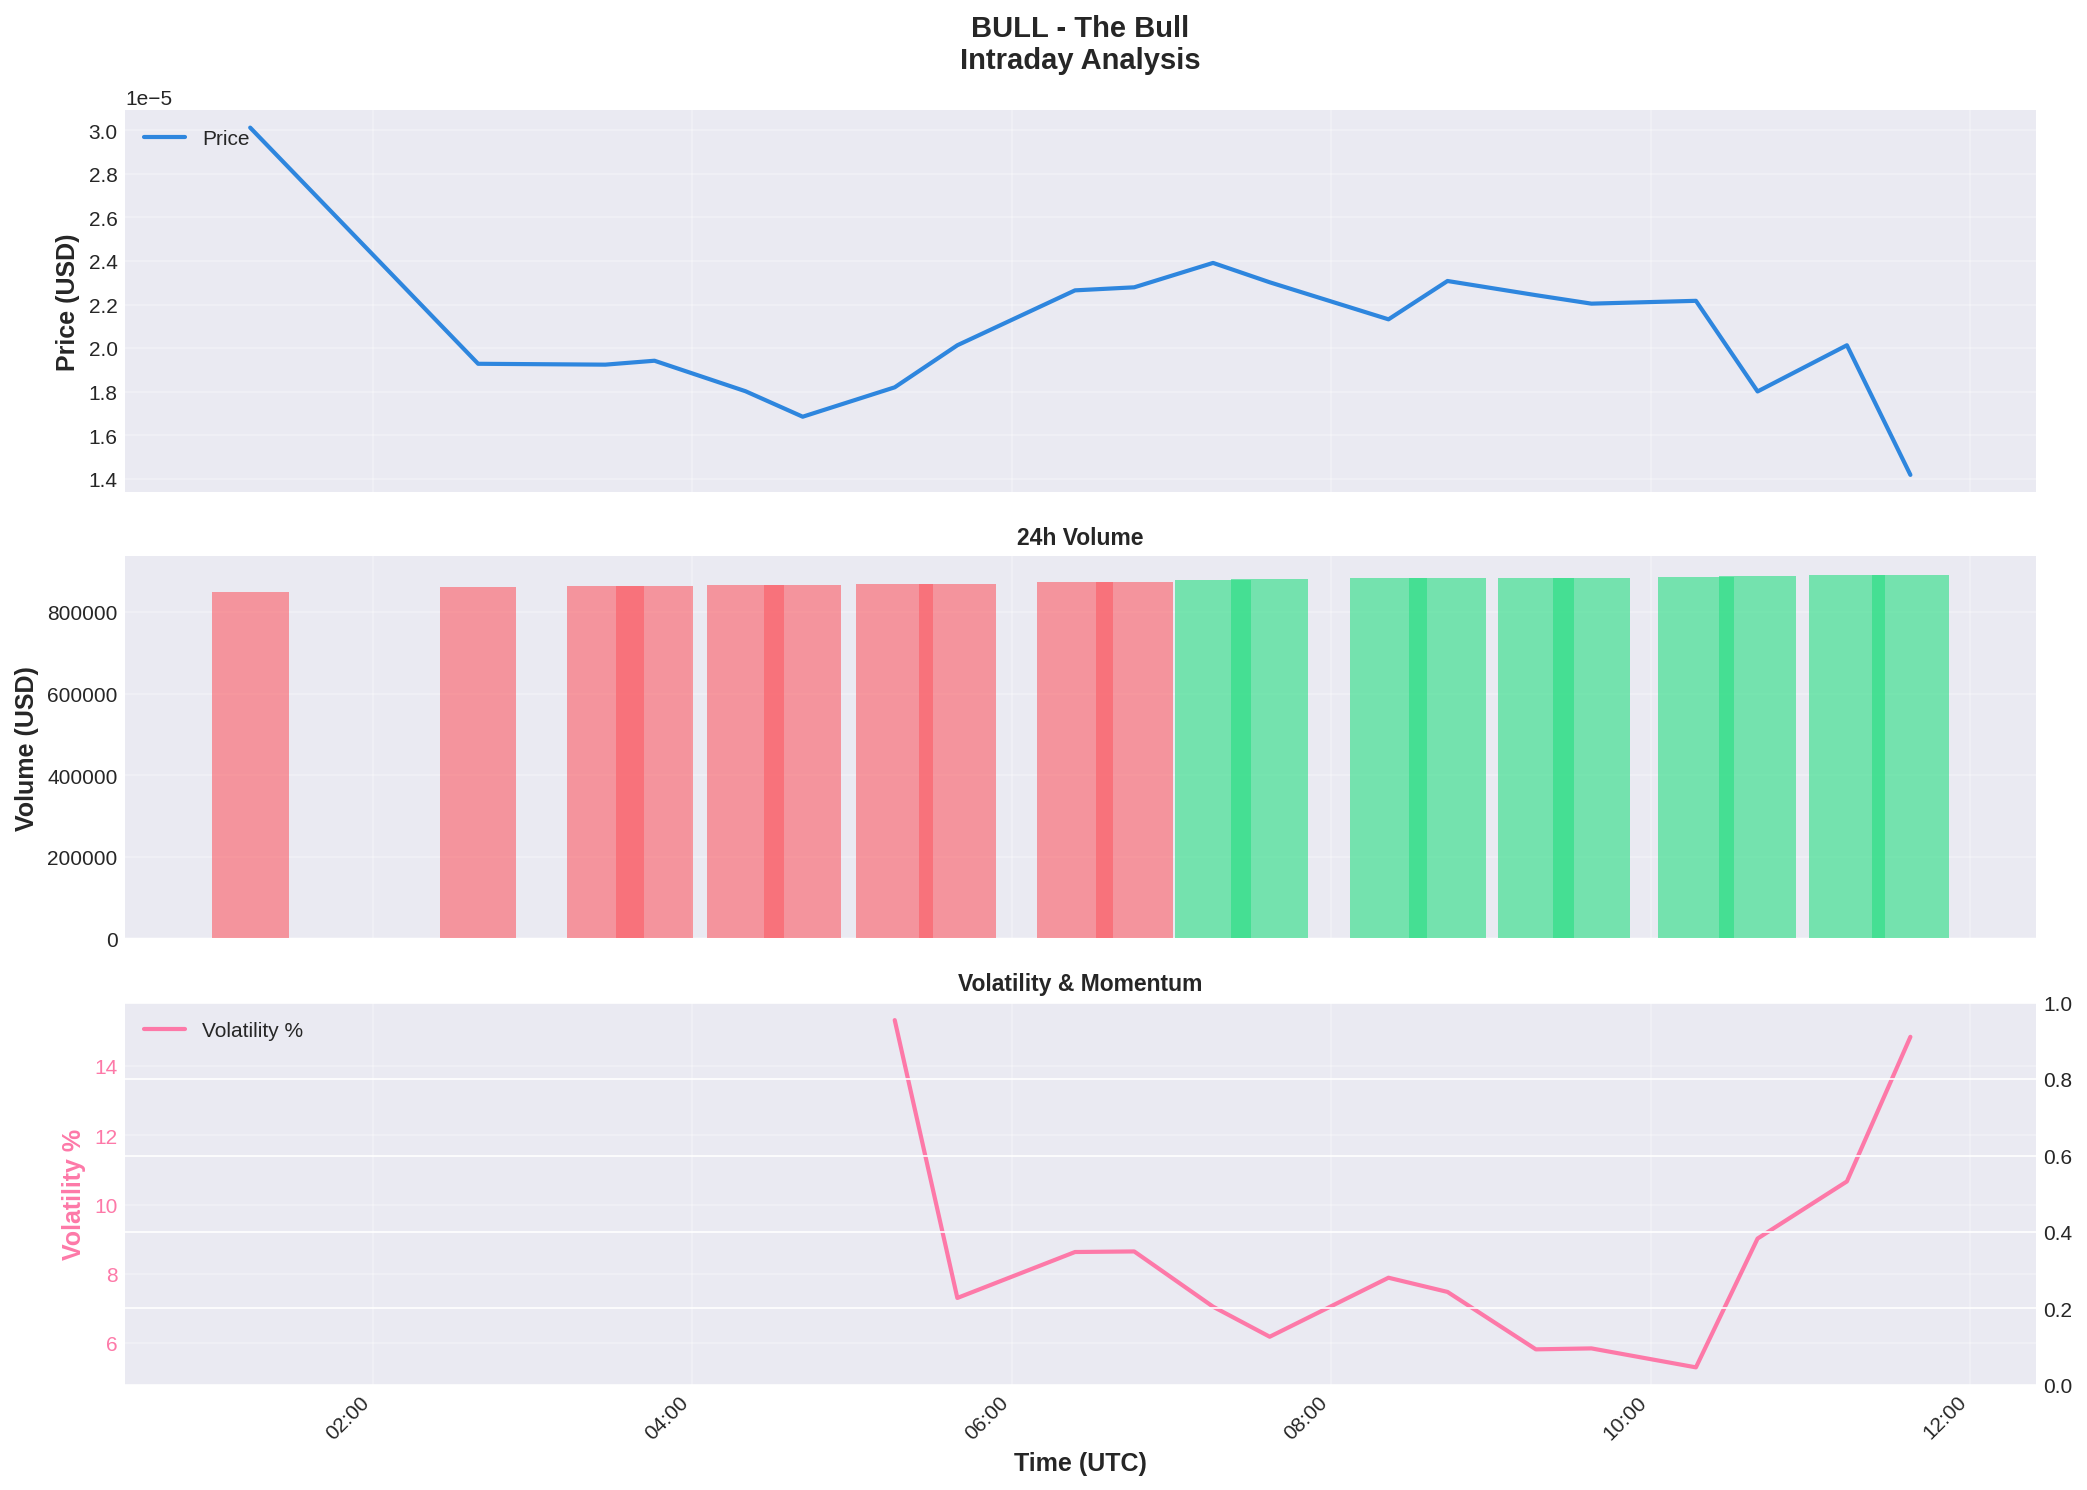 BULL - The Bull
Intraday Analysis
1e−5
Price
3.0
2.8
2.6
2.4
2.2
2.0
1.8
1.6
1.4
Price (USD)
24h Volume
800000
600000
400000
200000
0
Volume (USD)
Volatility & Momentum
Volatility %
14
12
10
8
6
Volatility %
1.0
0.8
0.6
0.4
0.2
0.0
02:00
04:00
06:00
08:00
10:00
12:00
Time (UTC)